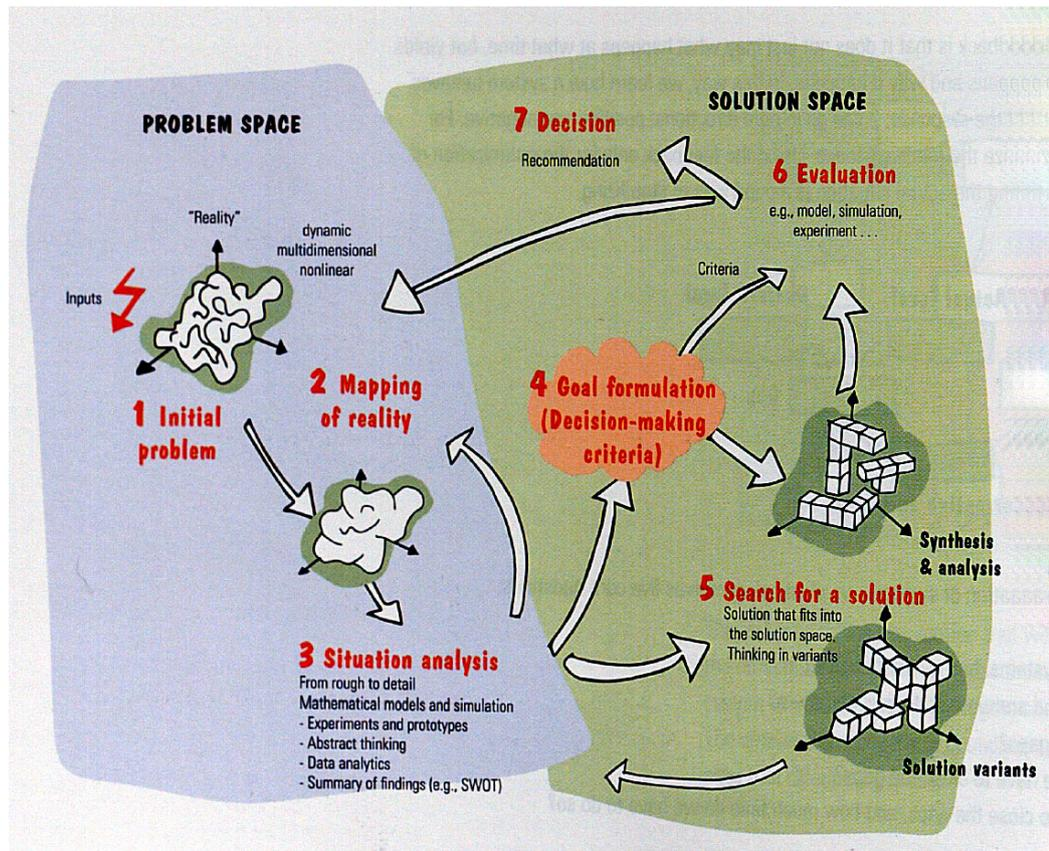 PROBLEM SPACE
"Reality"
dynamic
multidimensional
nonlinear
Inputs
1 Initial
problem
2 Mapping
of reality
3 Situation analysis
From rough to detail
Mathematical models and simulation
- Experiments and prototypes
- Abstract thinking
- Data analytics
- Summary of findings (e.g., SWOT)
SOLUTION SPACE
7 Decision
Recommendation
6 Evaluation
e.g., model, simulation,
experiment . . .
Criteria
4 Goal formulation
(Decision-making
criteria)
Synthesis
& analysis
5 Search for a solution
Solution that fits into
the solution space.
Thinking in variants
Solution variants